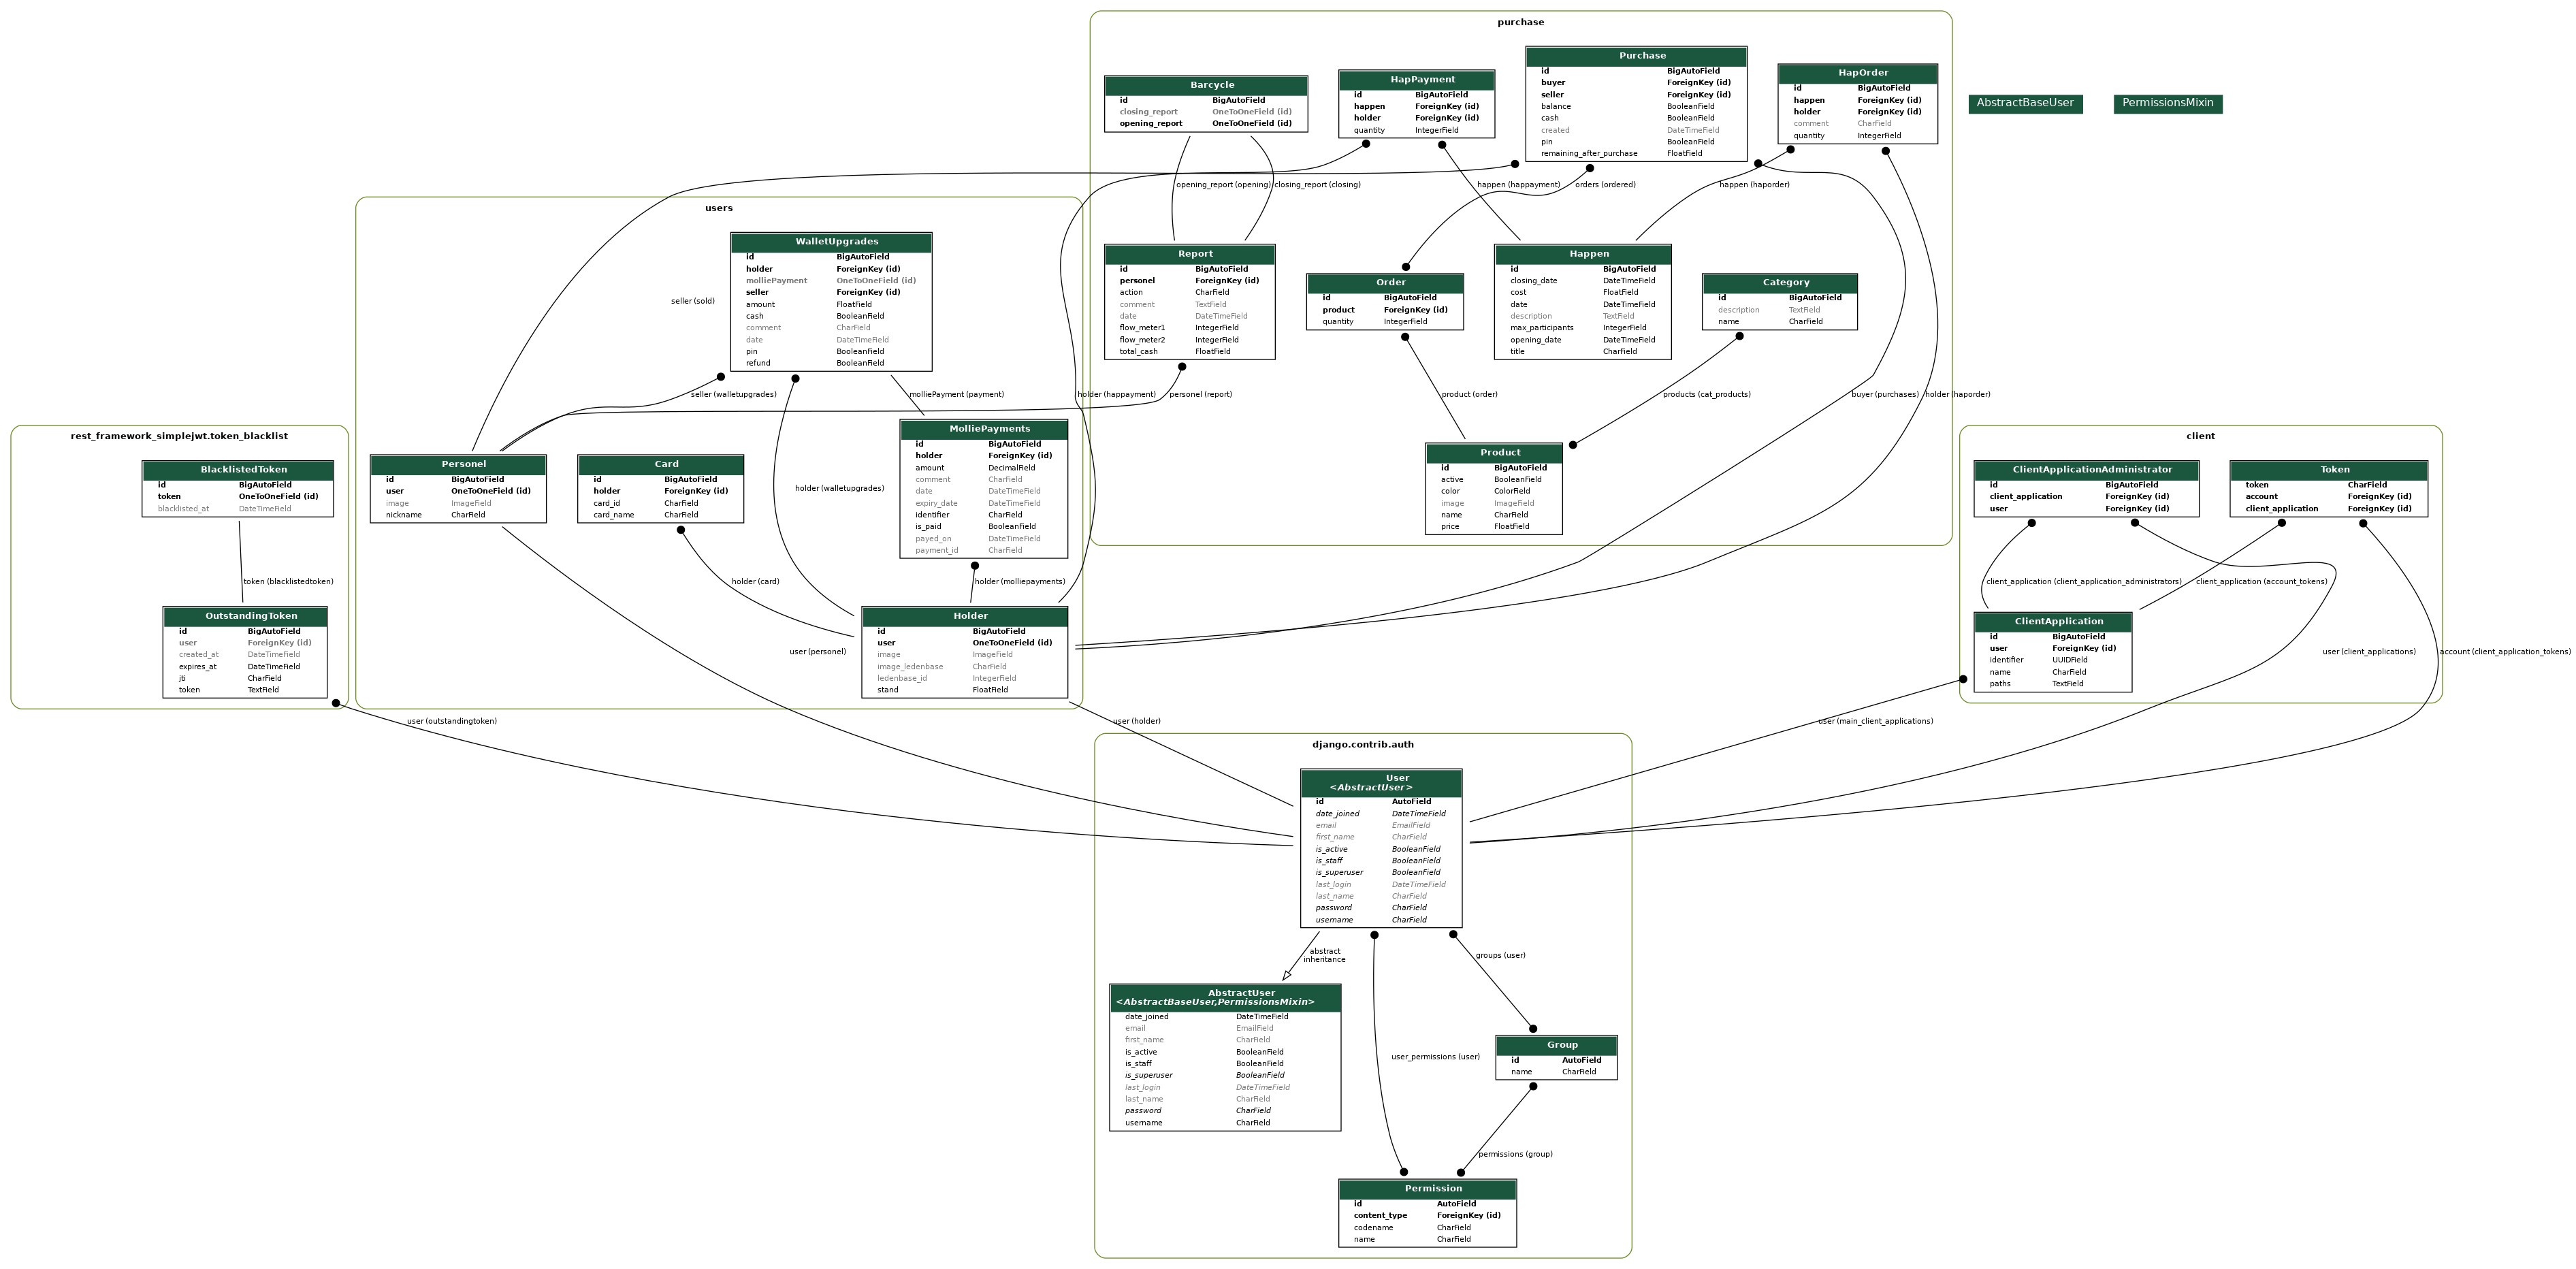 purchase
Barcycle
id BigAutoField
closing_report OneToOneField (id)
opening_report OneToOneField (id)
HapPayment
id BigAutoField
happen ForeignKey (id)
holder ForeignKey (id)
quantity IntegerField
Purchase
id BigAutoField
buyer ForeignKey (id)
seller ForeignKey (id)
balance BooleanField
cash BooleanField
created DateTimeField
pin BooleanField
remaining_after_purchase FloatField
HapOrder
id BigAutoField
happen ForeignKey (id)
holder ForeignKey (id)
comment CharField
quantity IntegerField
AbstractBaseUser
PermissionsMixin
opening_report (opening)
closing_report (closing)
happen (happayment)
orders (ordered)
happen (haporder)
Report
id BigAutoField
personel ForeignKey (id)
action CharField
comment TextField
date DateTimeField
flow_meter1 IntegerField
flow_meter2 IntegerField
total_cash FloatField
Order
id BigAutoField
product ForeignKey (id)
quantity IntegerField
Happen
id BigAutoField
closing_date DateTimeField
cost FloatField
date DateTimeField
description TextField
max_participants IntegerField
opening_date DateTimeField
title CharField
Category
id BigAutoField
description TextField
name CharField
holder (happayment)
personel (report)
product (order)
products (cat_products)
buyer (purchases)
holder (haporder)
Product
id BigAutoField
active BooleanField
color ColorField
image ImageField
name CharField
price FloatField
users
WalletUpgrades
id BigAutoField
holder ForeignKey (id)
molliePayment OneToOneField (id)
seller ForeignKey (id)
amount FloatField
cash BooleanField
comment CharField
date DateTimeField
pin BooleanField
refund BooleanField
seller (sold)
seller (walletupgrades)
molliePayment (payment)
Personel
id BigAutoField
user OneToOneField (id)
image ImageField
nickname CharField
Card
id BigAutoField
holder ForeignKey (id)
card_id CharField
card_name CharField
holder (walletupgrades)
MolliePayments
id BigAutoField
holder ForeignKey (id)
amount DecimalField
comment CharField
date DateTimeField
expiry_date DateTimeField
identifier CharField
is_paid BooleanField
payed_on DateTimeField
payment_id CharField
holder (card)
holder (molliepayments)
user (personel)
Holder
id BigAutoField
user OneToOneField (id)
image ImageField
image_ledenbase CharField
ledenbase_id IntegerField
stand FloatField
rest_framework_simplejwt.token_blacklist
BlacklistedToken
id BigAutoField
token OneToOneField (id)
blacklisted_at DateTimeField
token (blacklistedtoken)
OutstandingToken
id BigAutoField
user ForeignKey (id)
created_at DateTimeField
expires_at DateTimeField
jti CharField
token TextField
user (outstandingtoken)
user (holder)
client
ClientApplicationAdministrator
id BigAutoField
client_application ForeignKey (id)
user ForeignKey (id)
Token
token CharField
account ForeignKey (id)
client_application ForeignKey (id)
client_application (client_application_administrators)
client_application (account_tokens)
ClientApplication
id BigAutoField
user ForeignKey (id)
identifier UUIDField
name CharField
paths TextField
user (client_applications)
account (client_application_tokens)
user (main_client_applications)
django.contrib.auth
User
<AbstractUser>
id AutoField
date_joined DateTimeField
email EmailField
first_name CharField
is_active BooleanField
is_staff BooleanField
is_superuser BooleanField
last_login DateTimeField
last_name CharField
password CharField
username CharField
abstract
inheritance
groups (user)
AbstractUser
<AbstractBaseUser,PermissionsMixin>
date_joined DateTimeField
email EmailField
first_name CharField
is_active BooleanField
is_staff BooleanField
is_superuser BooleanField
last_login DateTimeField
last_name CharField
password CharField
username CharField
user_permissions (user)
Group
id AutoField
name CharField
permissions (group)
Permission
id AutoField
content_type ForeignKey (id)
codename CharField
name CharField